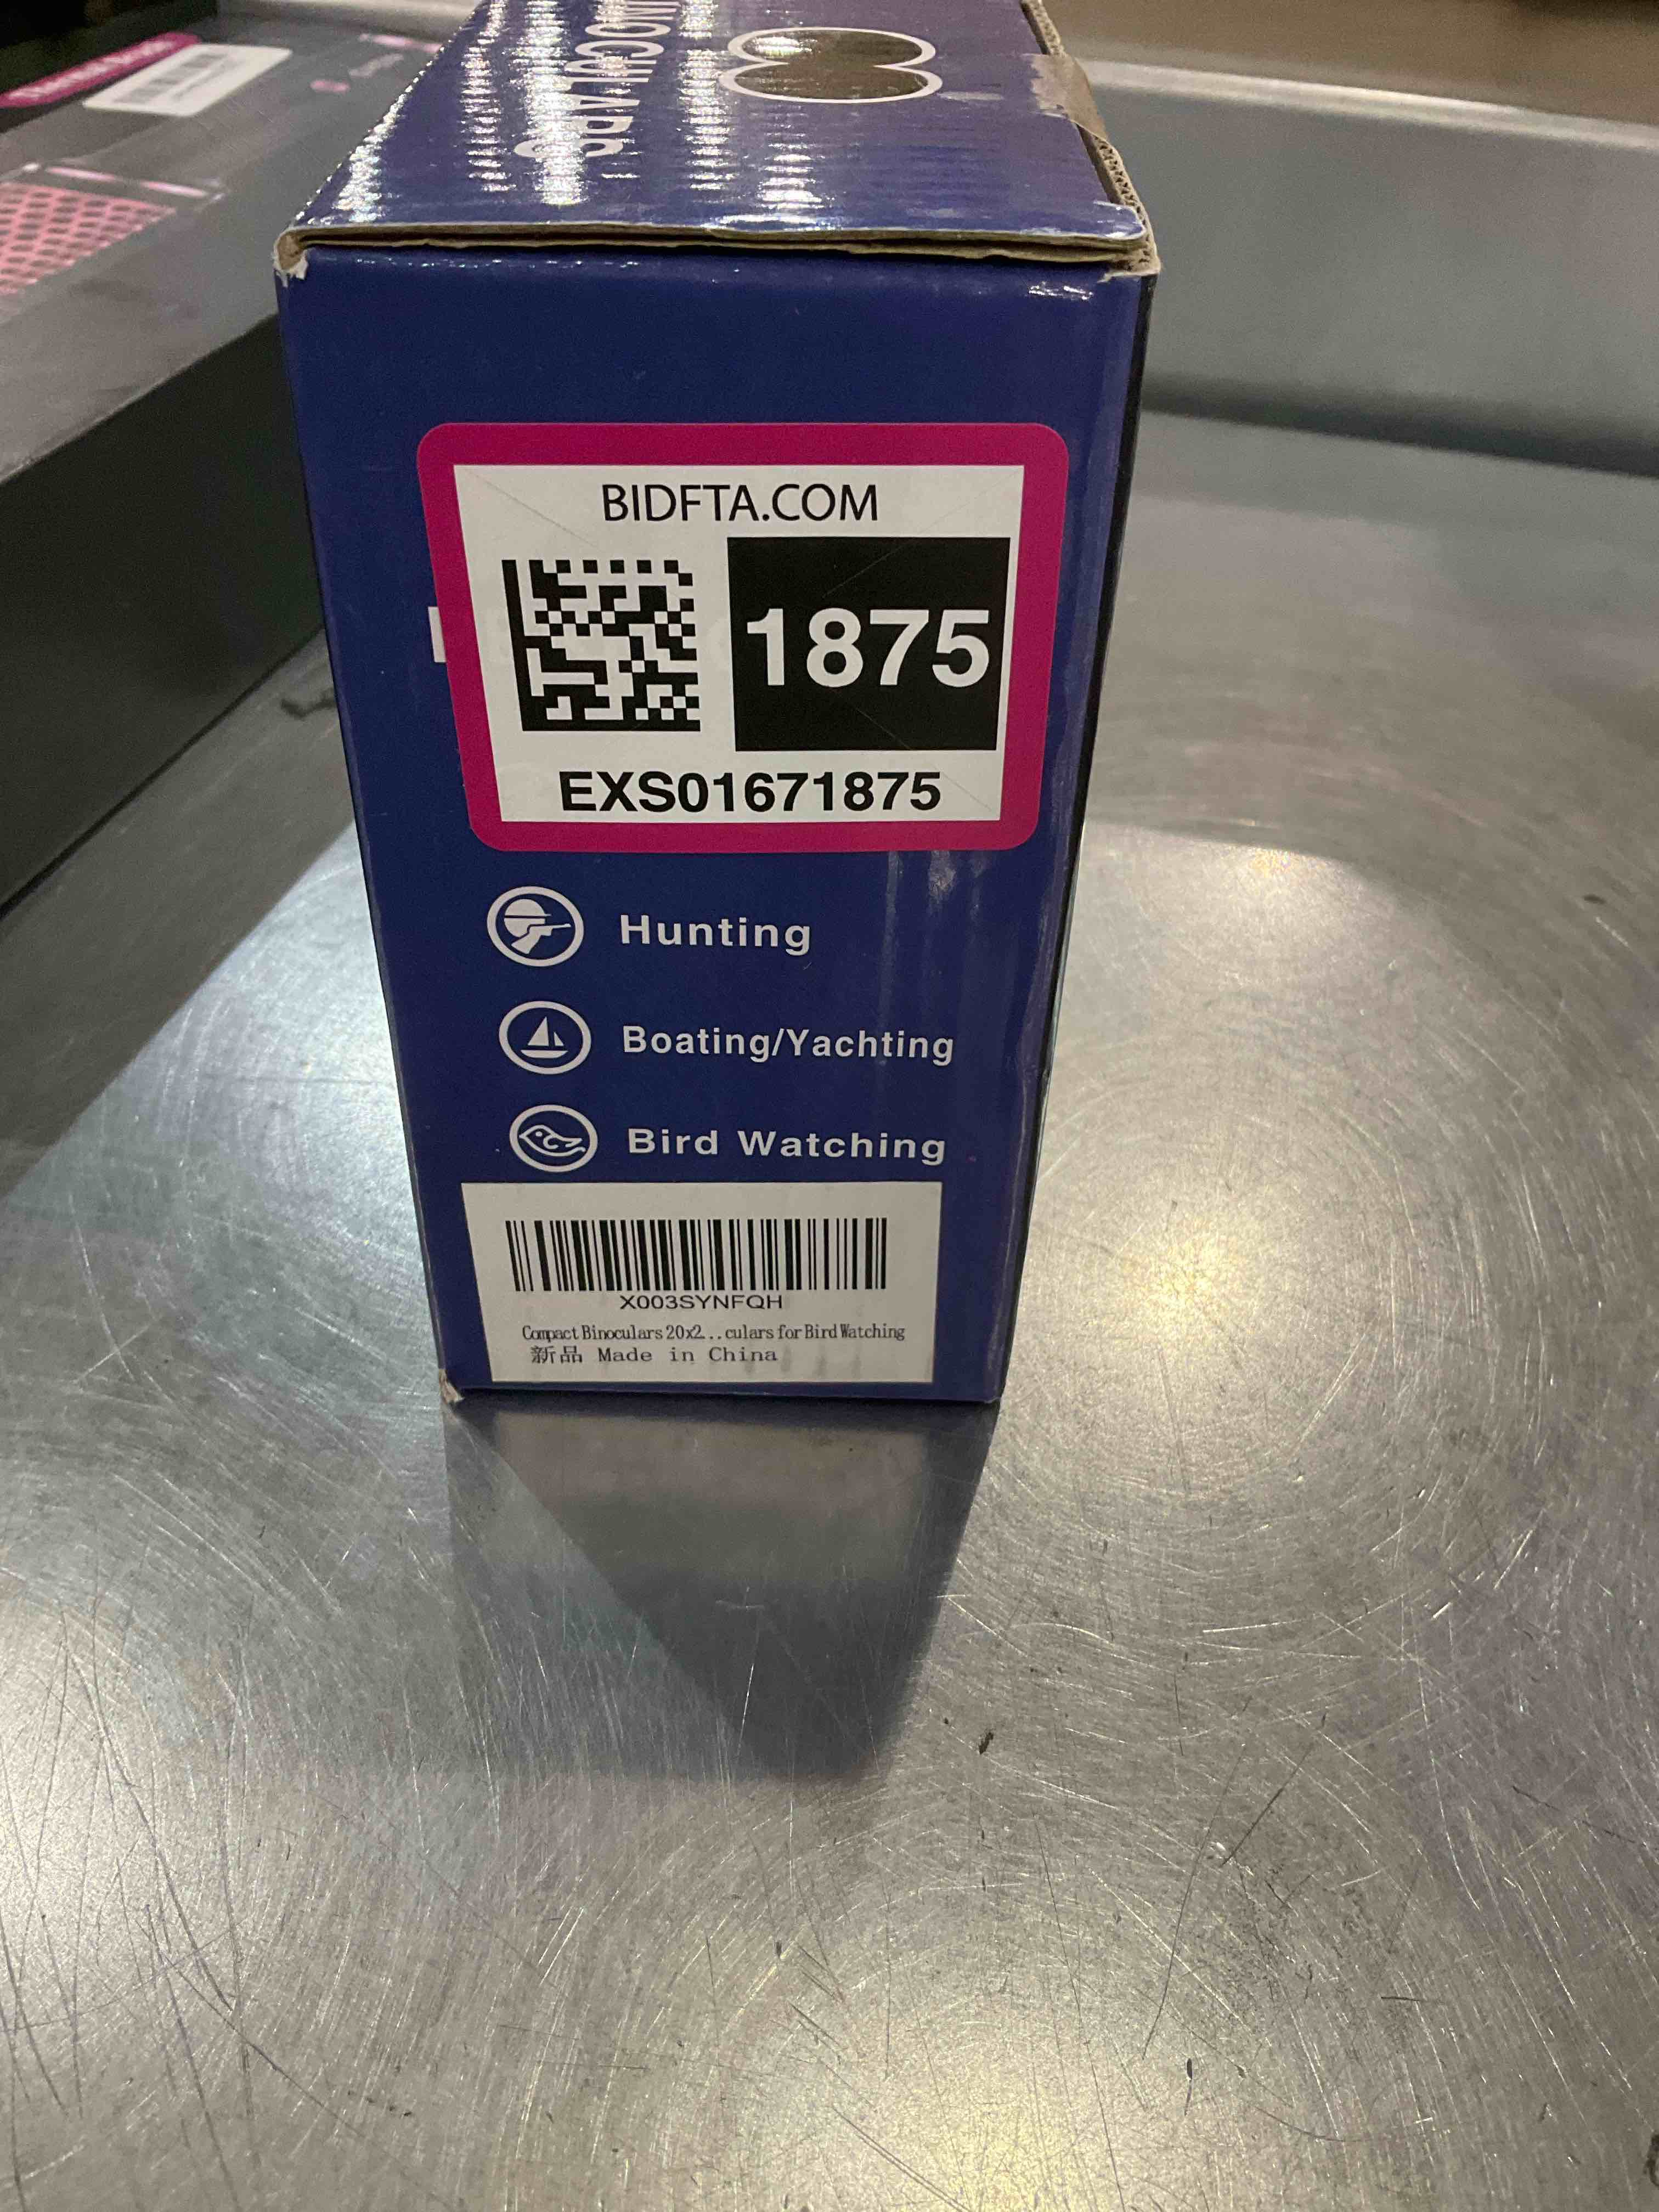 BINOCULARS
BIDFTA.COM
1875
EXS01671875
Hunting
Boating/Yachting
Bird Watching
X003SYNFQH
Compact Binoculars 20x2...culars for Bird Watching
新品 Made in China